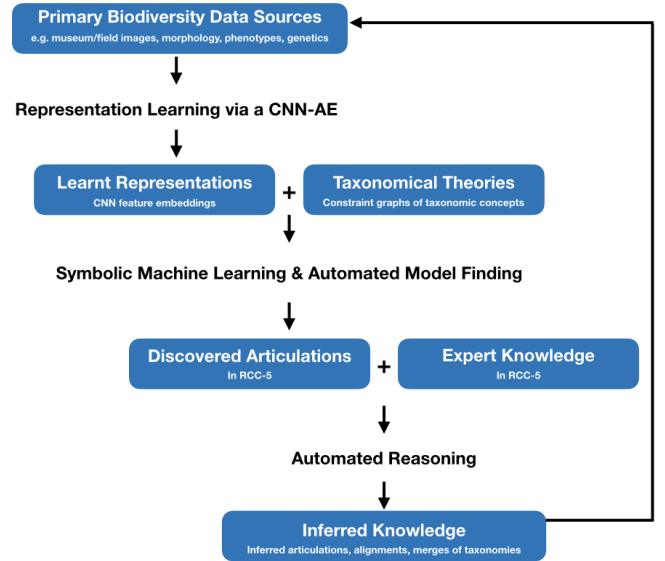 Primary Biodiversity Data Sources
e.g. museum/field images, morphology, phenotypes, genetics
Representation Learning via a CNN-AE
Learnt Representations
CNN feature embeddings
+
Taxonomical Theories
Constraint graphs of taxonomic concepts
Symbolic Machine Learning & Automated Model Finding
Discovered Articulations
In RCC-5
+
Expert Knowledge
In RCC-5
Automated Reasoning
Inferred Knowledge
Inferred articulations, alignments, merges of taxonomies